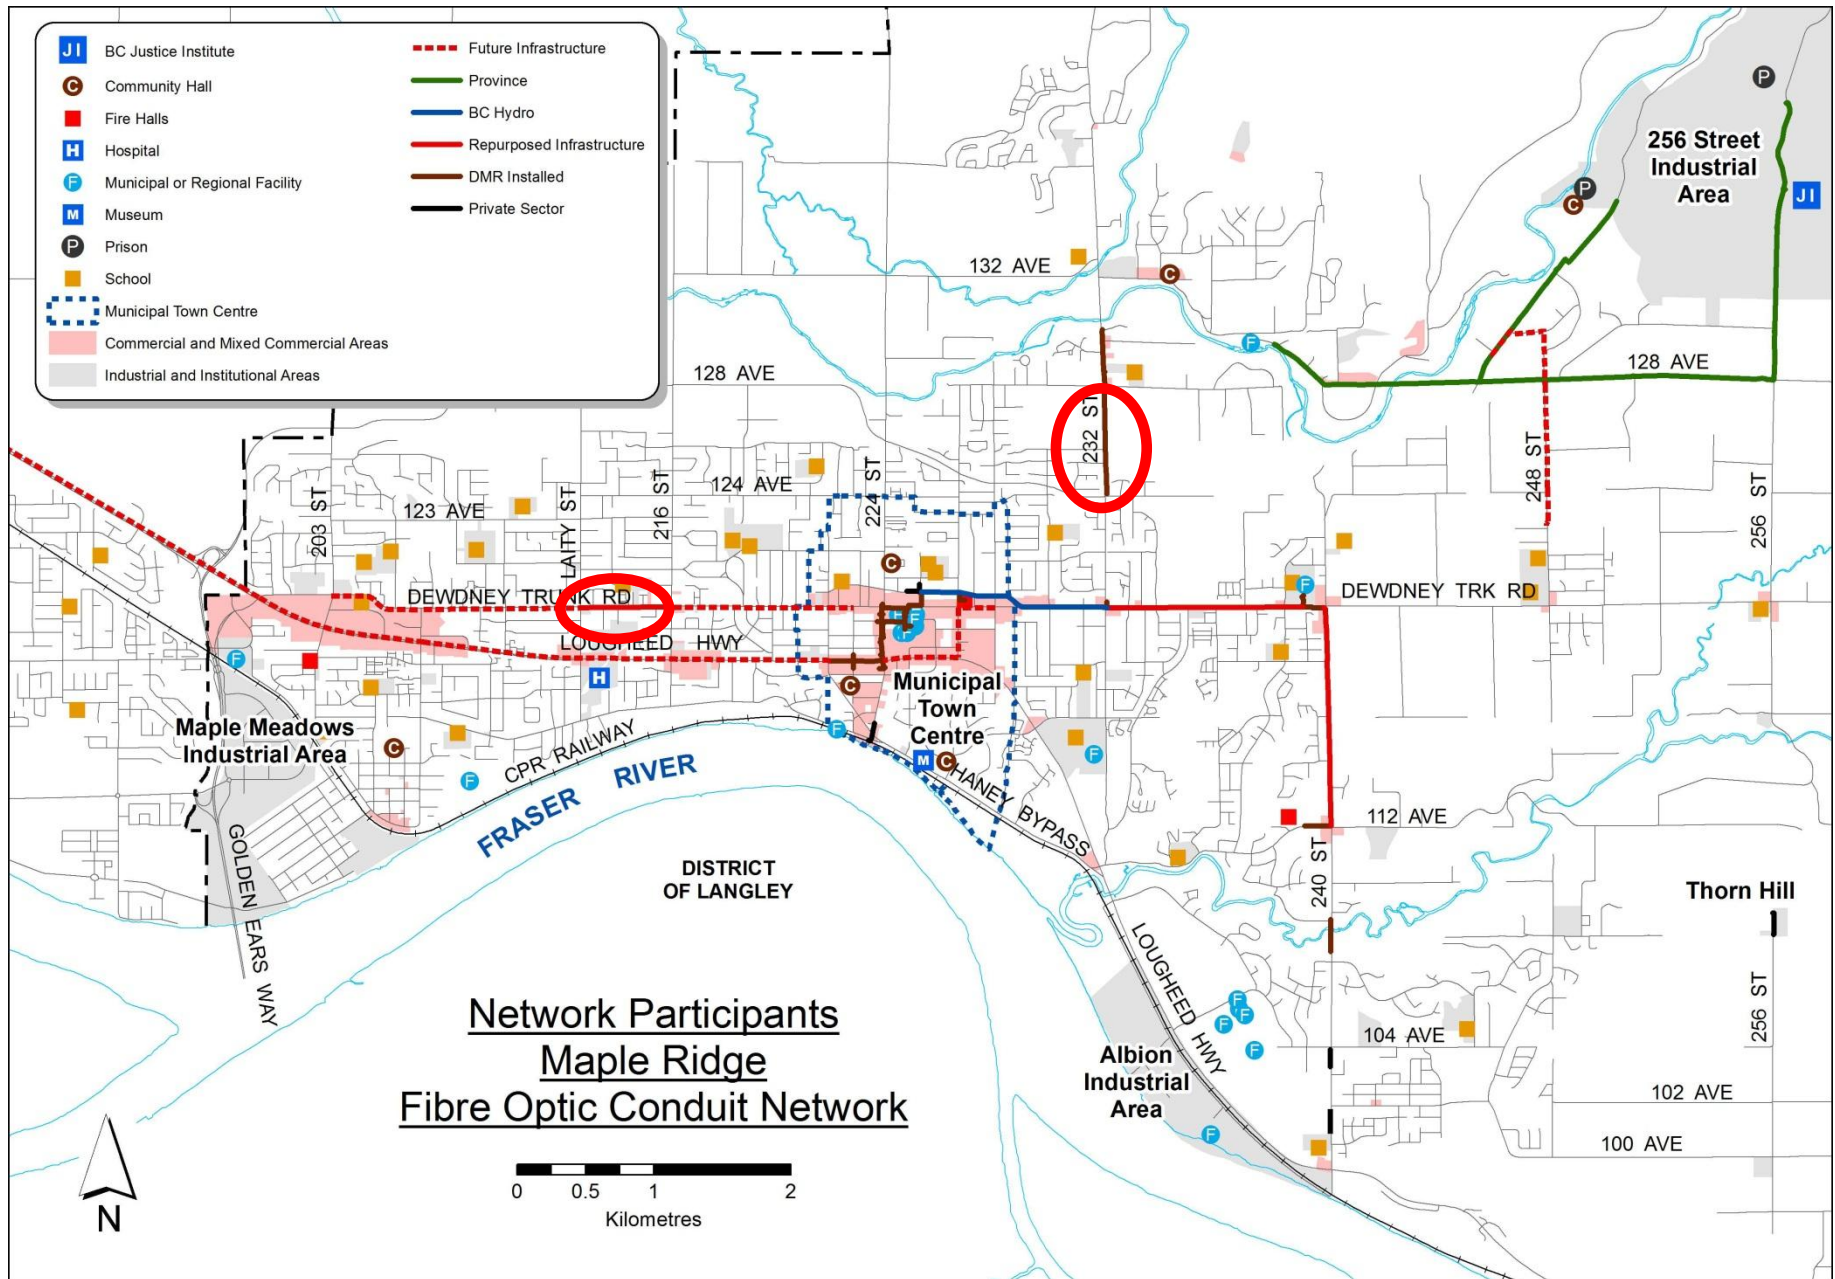 JI BC Justice Institute
C Community Hall
Fire Halls
H Hospital
F Municipal or Regional Facility
M Museum
P Prison
School
Municipal Town Centre
Commercial and Mixed Commercial Areas
Industrial and Institutional Areas
Future Infrastructure
Province
BC Hydro
Repurposed Infrastructure
DMR Installed
Private Sector
P
256 Street
Industrial
Area
P
C
JI
132 AVE
C
F
128 AVE
128 AVE
232 ST
248 ST
256 ST
203 ST
123 AVE
LAITY ST
216 ST
124 AVE
224 ST
C
DEWDNEY TRUNK RD
F
DEWDNEY TRK RD
F
F
F
LOUGHEED HWY
F
H
C
Municipal
Town
Centre
Maple Meadows
Industrial Area
F
C
F
CPR RAILWAY
FRASER RIVER
M
C
F
HANEY BYPASS
112 AVE
GOLDEN EARS WAY
DISTRICT
OF LANGLEY
240 ST
Thorn Hill
LOUGHEED HWY
256 ST
F
F
F
F
104 AVE
Albion
Industrial
Area
102 AVE
F
100 AVE
Network Participants
Maple Ridge
Fibre Optic Conduit Network
0 0.5 1 2
Kilometres
N